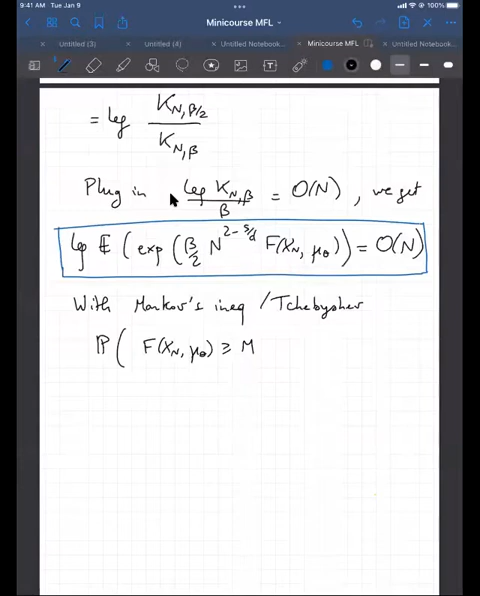 9:41 AM Tue Jan 9
100%
Minicourse MFL
Untitled (3)
Untitled (4)
Untitled Notebook...
Minicourse MFL
Untitled Notebook...
= log K_{N,β/2} / K_{N,β}
Plug in log K_{N,β} / β = O(N), we get
log E ( exp ( β/2 N^{2-s/d} F(X_N, μ_θ) ) = O(N)
With Markov's ineq / Tchebyshev
P ( F(X_N, μ_θ) ≥ M